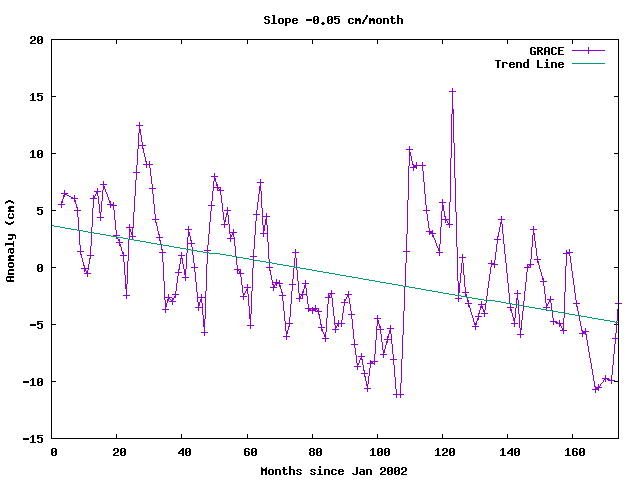 Slope -0.05 cm/month
GRACE
Trend Line
Anomaly (cm)
20
15
10
5
0
-5
-10
-15
0 20 40 60 80 100 120 140 160
Months since Jan 2002